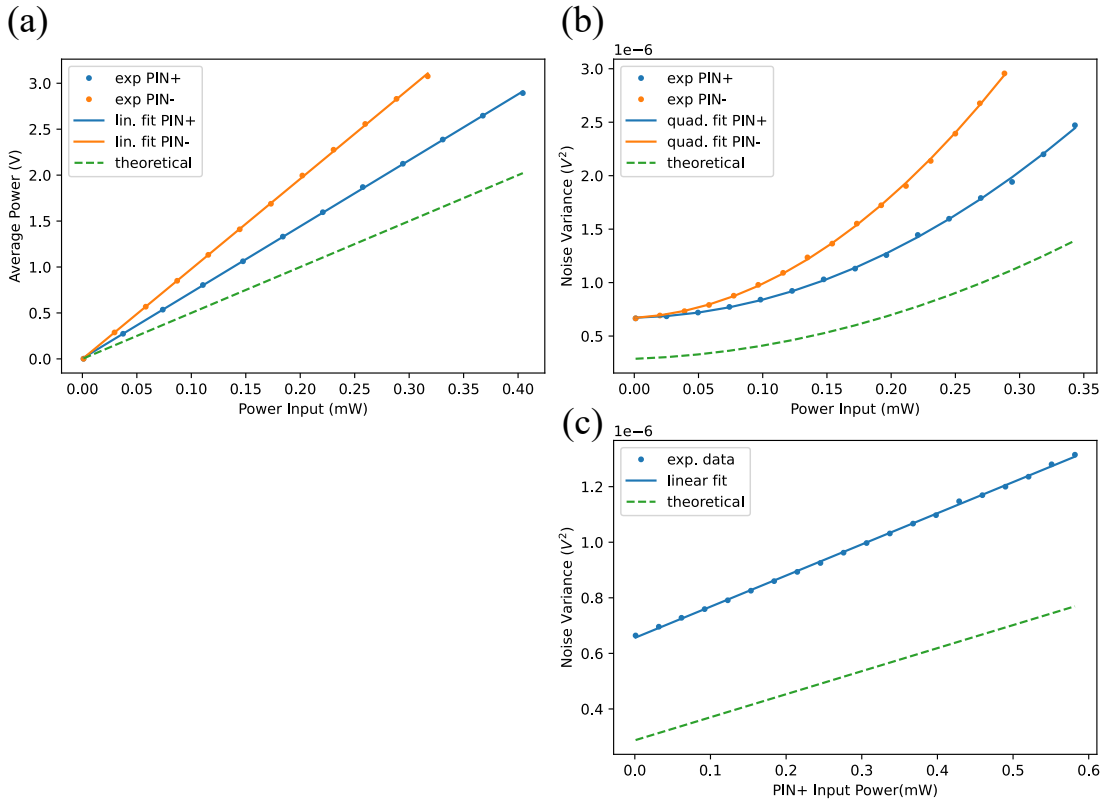 (a)
exp PIN+
exp PIN-
lin. fit PIN+
lin. fit PIN-
theoretical
Average Power (V)
3.0
2.5
2.0
1.5
1.0
0.5
0.0
0.00
0.05
0.10
0.15
0.20
0.25
0.30
0.35
0.40
Power Input (mW)
(b)
1e−6
exp PIN+
exp PIN-
quad. fit PIN+
quad. fit PIN-
theoretical
Noise Variance (V²)
3.0
2.5
2.0
1.5
1.0
0.5
0.00
0.05
0.10
0.15
0.20
0.25
0.30
0.35
Power Input (mW)
(c)
1e−6
exp. data
linear fit
theoretical
Noise Variance (V²)
1.2
1.0
0.8
0.6
0.4
0.0
0.1
0.2
0.3
0.4
0.5
0.6
PIN+ Input Power(mW)